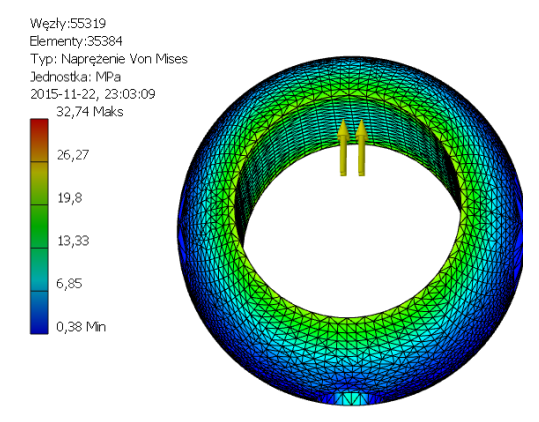 Węzły:55319
Elementy:35384
Typ: Naprężenie Von Mises
Jednostka: MPa
2015-11-22, 23:03:09
32,74 Maks
26,27
19,8
13,33
6,85
0,38 Min